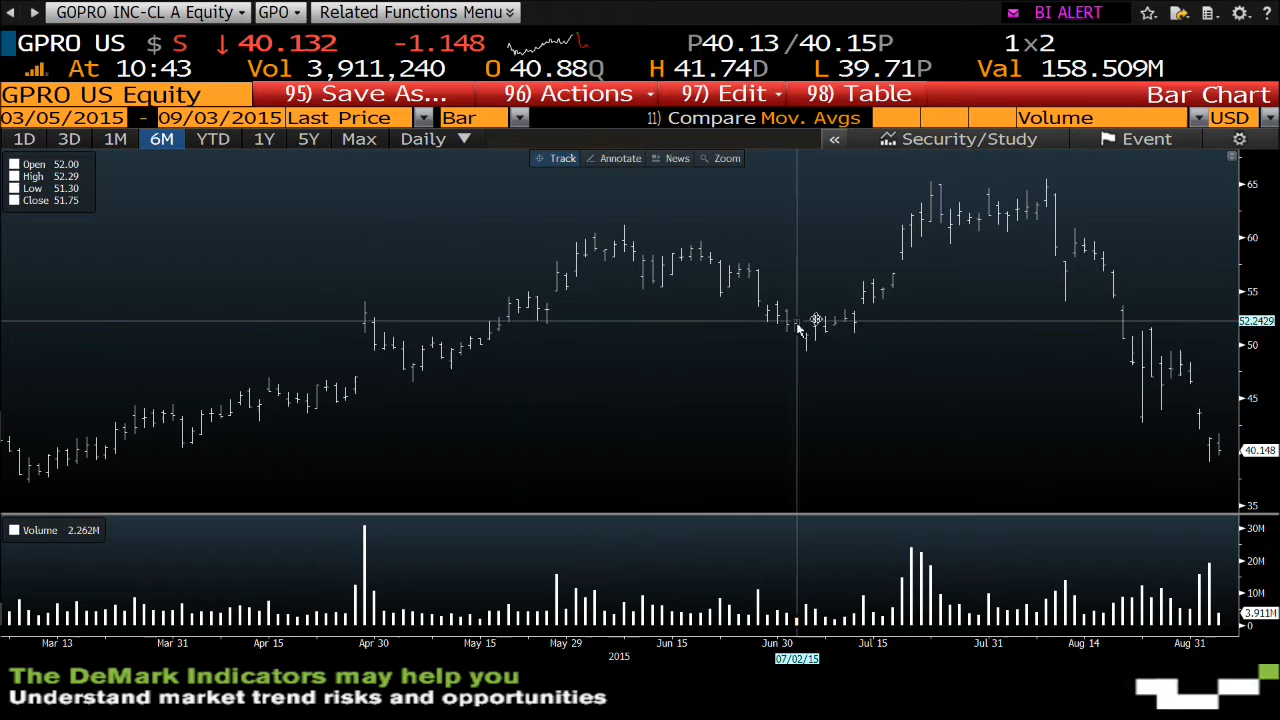 GOPRO INC-CL A Equity GPO Related Functions Menu BI ALERT ?
GPRO US $ S ↓ 40.132 -1.148 P40.13/40.15P 1x2
At 10:43 Vol 3,911,240 O 40.88Q H 41.74D L 39.71P Val 158.509M
GPRO US Equity 95) Save As... 96) Actions 97) Edit 98) Table Bar Chart
03/05/2015 - 09/03/2015 Last Price Bar 11) Compare Mov. Avgs Volume USD
1D 3D 1M 6M YTD 1Y 5Y Max Daily ▼ « Security/Study Event
Track Annotate News Zoom
Open 52.00
High 52.29
Low 51.30
Close 51.75
65
60
55
52.2429
50
45
40.148
35
Volume 2.262M
30M
20M
10M
3.911M
0
Mar 13 Mar 31 Apr 15 Apr 30 May 15 May 29 Jun 15 Jun 30 Jul 15 Jul 31 Aug 14 Aug 31
2015 07/02/15
The DeMark Indicators may help you
Understand market trend risks and opportunities